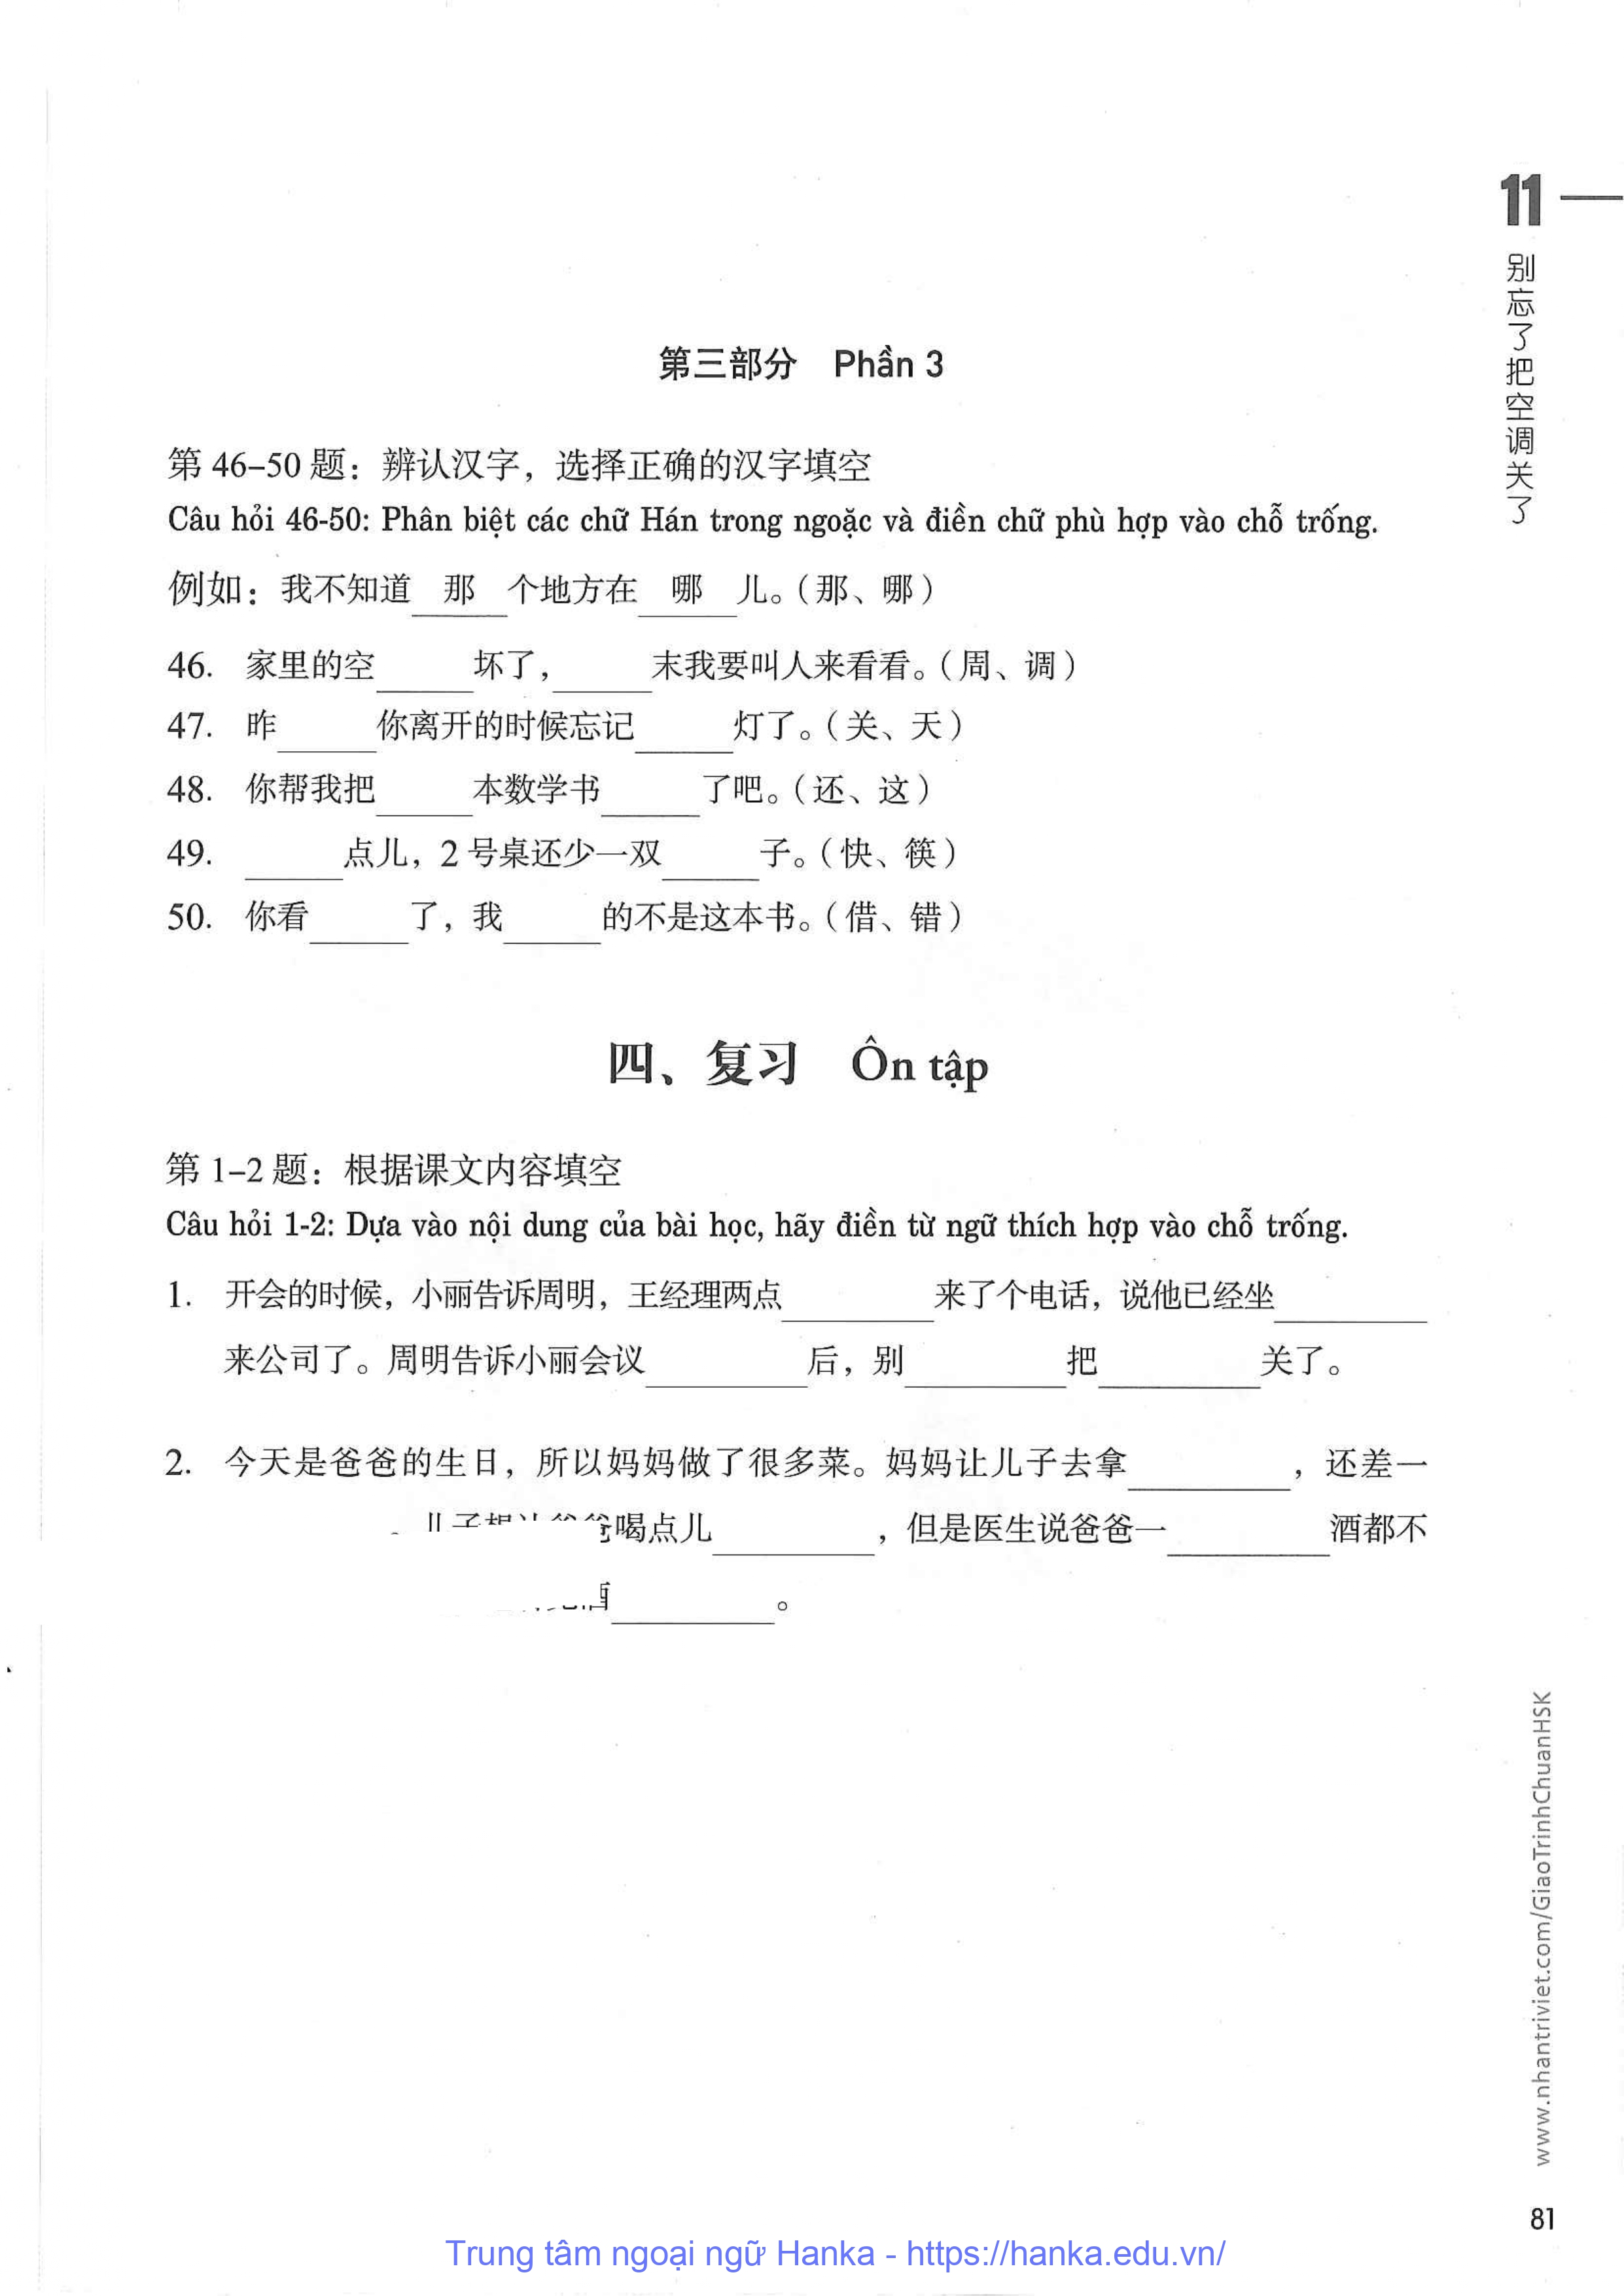 11
别忘了把空调关了
第三部分 Phần 3
第 46–50 题：辨认汉字，选择正确的汉字填空
Câu hỏi 46-50: Phân biệt các chữ Hán trong ngoặc và điền chữ phù hợp vào chỗ trống.
例如：我不知道 那 个地方在 哪 儿。（那、哪）
46. 家里的空____坏了，____末我要叫人来看看。（周、调）
47. 昨____你离开的时候忘记____灯了。（关、天）
48. 你帮我把____本数学书____了吧。（还、这）
49. ____点儿，2 号桌还少一双____子。（快、筷）
50. 你看____了，我____的不是这本书。（借、错）
四、复习 Ôn tập
第 1–2 题：根据课文内容填空
Câu hỏi 1-2: Dựa vào nội dung của bài học, hãy điền từ ngữ thích hợp vào chỗ trống.
1. 开会的时候，小丽告诉周明，王经理两点____来了个电话，说他已经坐____
来公司了。周明告诉小丽会议____后，别____把____关了。
2. 今天是爸爸的生日，所以妈妈做了很多菜。妈妈让儿子去拿____，还差一
喝点儿____，但是医生说爸爸一____酒都不
____。
www.nhantriviet.com/GiaoTrinhChuanHSK
81
Trung tâm ngoại ngữ Hanka - https://hanka.edu.vn/